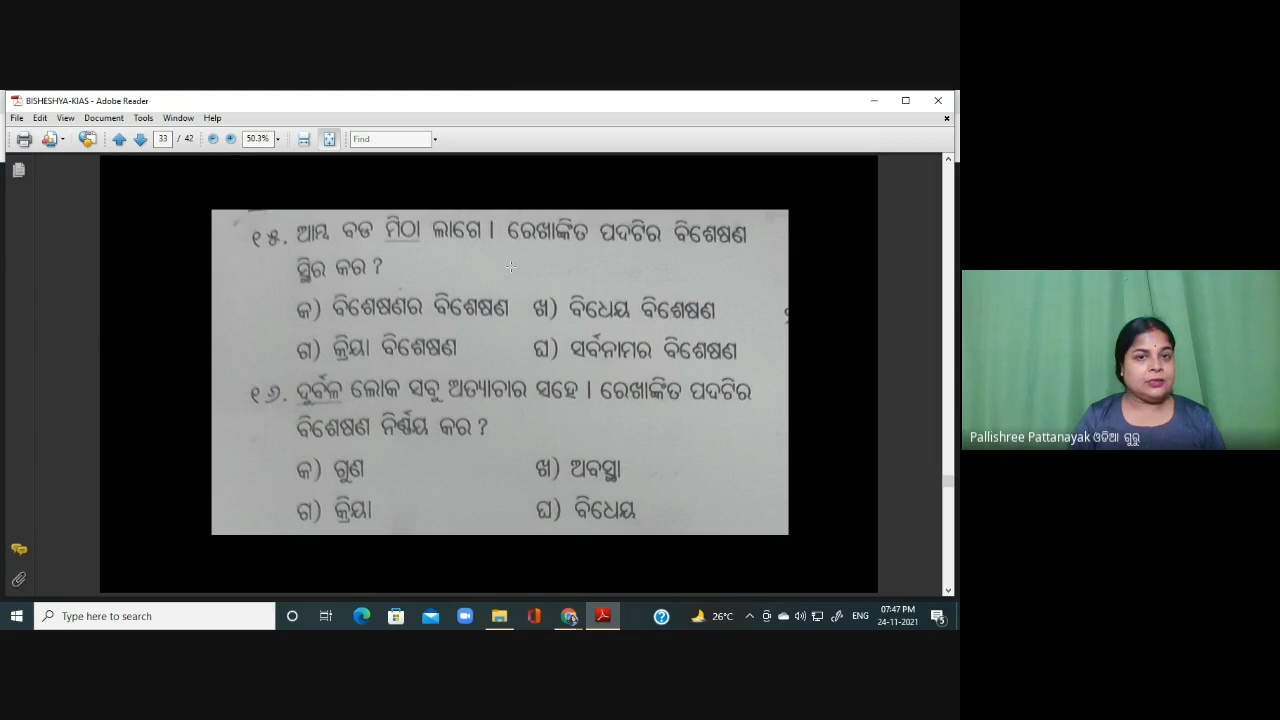 BISHESHYA-KIAS - Adobe Reader
File Edit View Document Tools Window Help
33 / 42 50.3% Find
୧୫. ଆମ୍ଭ ବଡ ମିଠା ଲାଗେ । ରେଖାଙ୍କିତ ପଦଟିର ବିଶେଷଣ
ସ୍ଥିର କର ?
କ) ବିଶେଷଣର ବିଶେଷଣ ଖ) ବିଧେୟ ବିଶେଷଣ
ଗ) କ୍ରିୟା ବିଶେଷଣ ଘ) ସର୍ବନାମର ବିଶେଷଣ
୧୬. ଦୁର୍ବଳ ଲୋକ ସବୁ ଅତ୍ୟାଚାର ସହେ । ରେଖାଙ୍କିତ ପଦଟିର
ବିଶେଷଣ ନିର୍ଣ୍ଣୟ କର ?
କ) ଗୁଣ ଖ) ଅବସ୍ଥା
ଗ) କ୍ରିୟା ଘ) ବିଧେୟ
Pallishree Pattanayak ଓଡିଆ ଗୁରୁ
Type here to search
26°C ENG 07:47 PM
24-11-2021
5